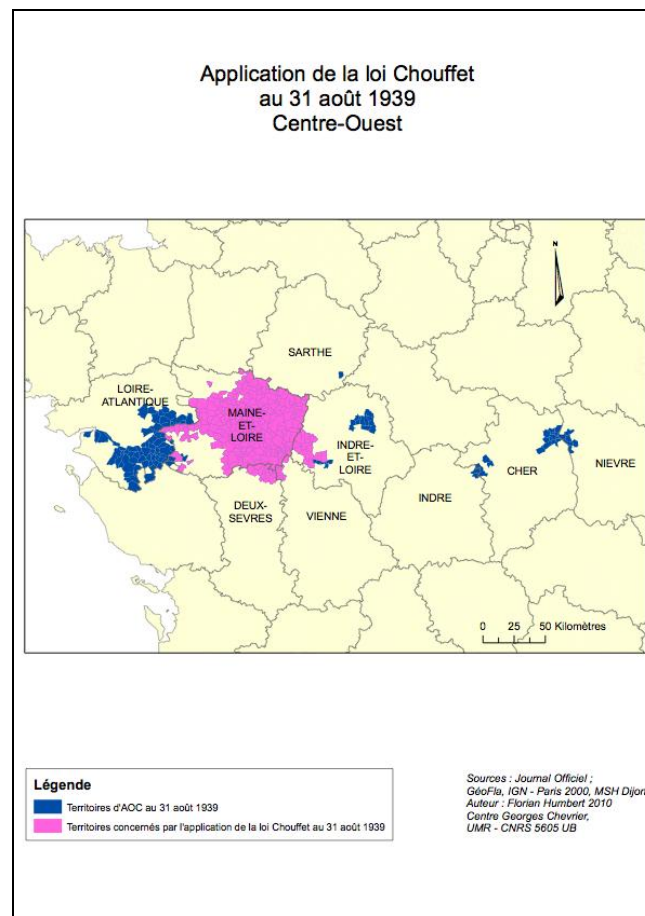 Application de la loi Chouffet
au 31 août 1939
Centre-Ouest
N
SARTHE
LOIRE-
ATLANTIQUE
MAINE-
ET-
LOIRE
INDRE-
ET-
LOIRE
CHER
NIEVRE
INDRE
DEUX-
SEVRES
VIENNE
0 25 50 Kilomètres
Légende
Territoires d'AOC au 31 août 1939
Territoires concernés par l'application de la loi Chouffet au 31 août 1939
Sources : Journal Officiel ;
GéoFla, IGN - Paris 2000, MSH Dijon
Auteur : Florian Humbert 2010
Centre Georges Chevrier,
UMR - CNRS 5605 UB